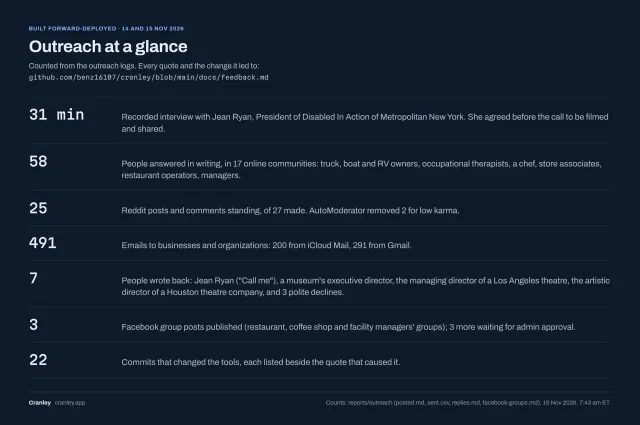 BUILT FORWARD-DEPLOYED · 14 AND 15 NOV 2026
Outreach at a glance
Counted from the outreach logs. Every quote and the change it led to:
github.com/benz16107/cranley/blob/main/docs/feedback.md
31 min
Recorded interview with Jean Ryan, President of Disabled In Action of Metropolitan New York. She agreed before the call to be filmed
and shared.
58
People answered in writing, in 17 online communities: truck, boat and RV owners, occupational therapists, a chef, store associates,
restaurant operators, managers.
25
Reddit posts and comments standing, of 27 made. AutoModerator removed 2 for low karma.
491
Emails to businesses and organizations: 200 from iCloud Mail, 291 from Gmail.
7
People wrote back: Jean Ryan ("Call me"), a museum's executive director, the managing director of a Los Angeles theatre, the artistic
director of a Houston theatre company, and 3 polite declines.
3
Facebook group posts published (restaurant, coffee shop and facility managers' groups); 3 more waiting for admin approval.
22
Commits that changed the tools, each listed beside the quote that caused it.
Cranley cranley.app
Counts: reports/outreach (posted.md, sent.csv, replies.md, facebook-groups.md), 15 Nov 2026, 7:43 am ET.